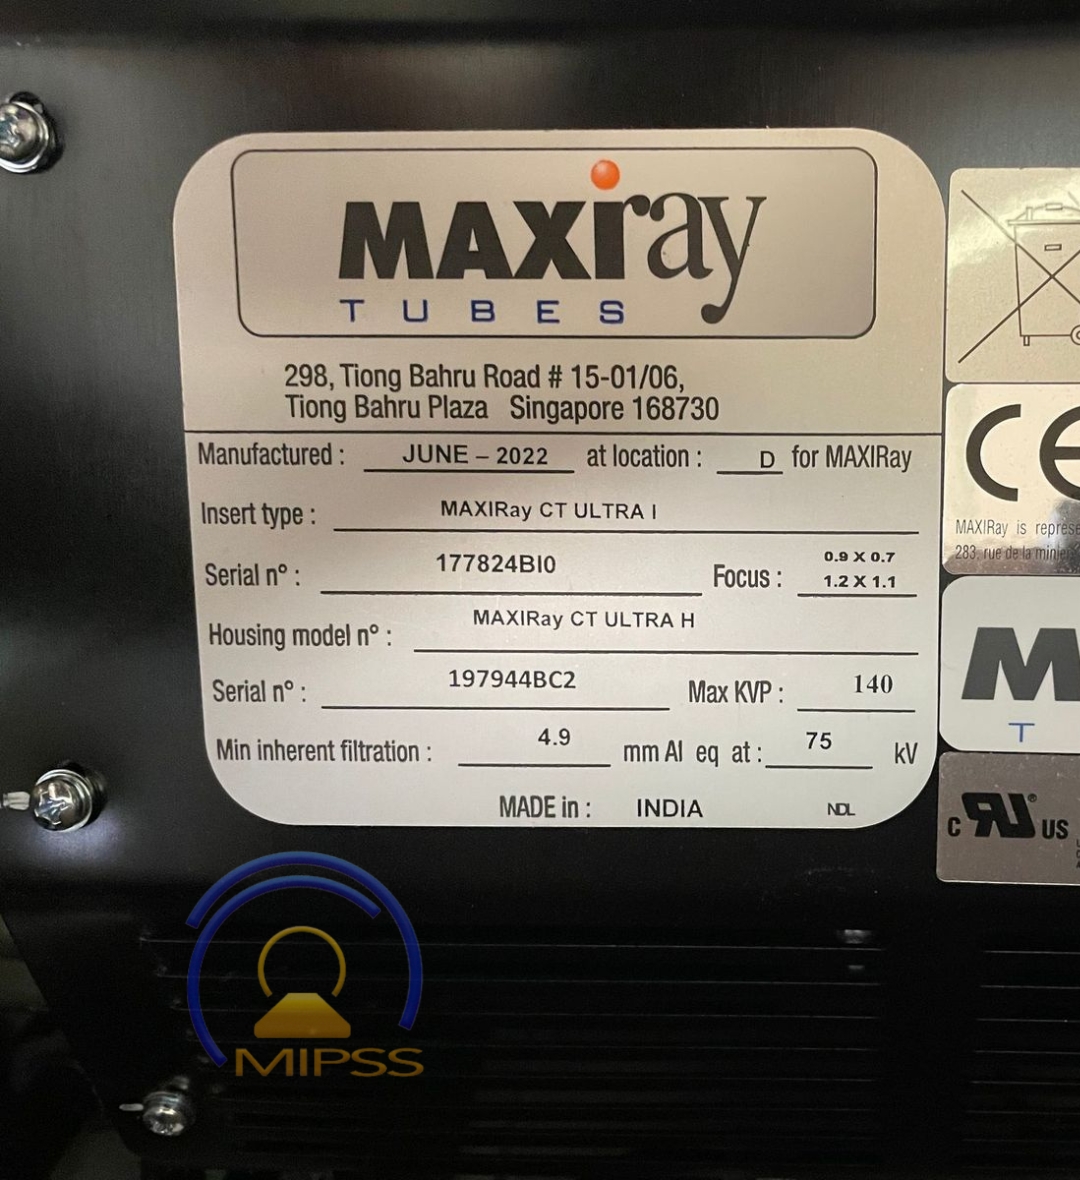 MAXiray
TUBES
298, Tiong Bahru Road # 15-01/06,
Tiong Bahru Plaza Singapore 168730
Manufactured : JUNE – 2022 at location : D for MAXIRay
Insert type : MAXIRay CT ULTRA I
Serial n° : 177824BI0 Focus : 0.9 X 0.7
1.2 X 1.1
Housing model n° : MAXIRay CT ULTRA H
Serial n° : 197944BC2 Max KVP : 140
Min inherent filtration : 4.9 mm Al eq at : 75 kV
MADE in : INDIA NDL
CE
MAXIRay is represe
283, rue de la minie
M
T
C RU® US
MIPSS